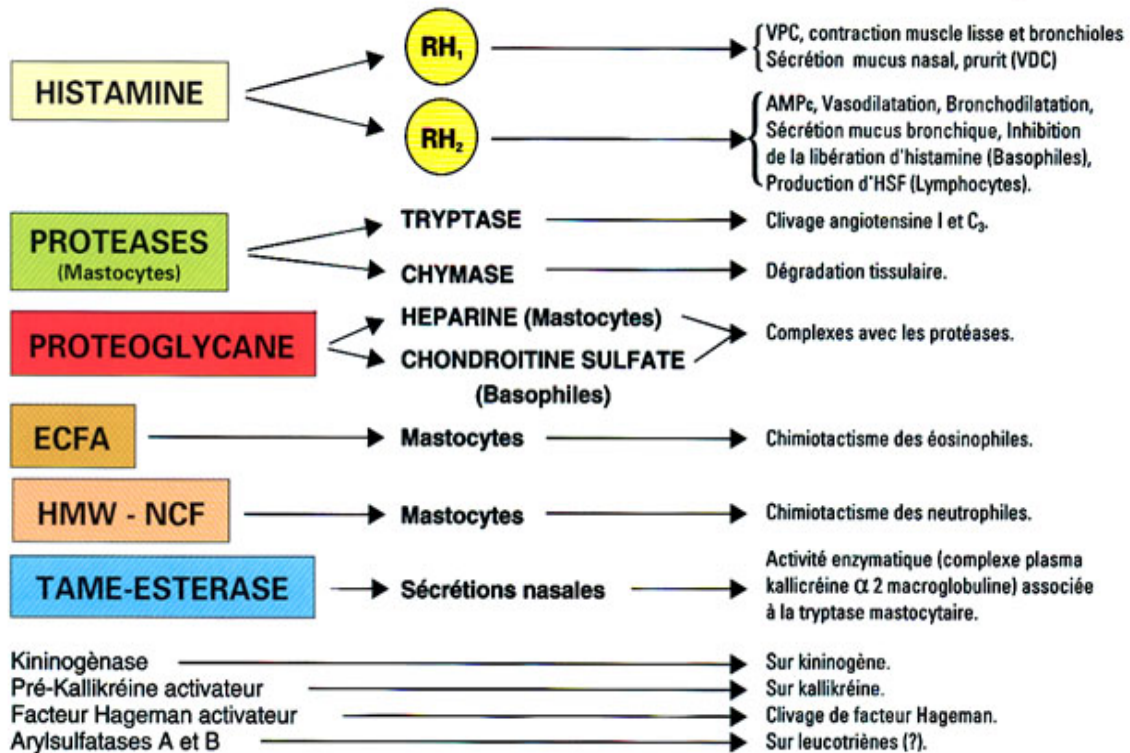 HISTAMINE
RH₁
VPC, contraction muscle lisse et bronchioles
Sécrétion mucus nasal, prurit (VDC)
RH₂
AMPc, Vasodilatation, Bronchodilatation,
Sécrétion mucus bronchique, Inhibition
de la libération d'histamine (Basophiles),
Production d'HSF (Lymphocytes).
PROTEASES
(Mastocytes)
TRYPTASE
Clivage angiotensine I et C₃.
CHYMASE
Dégradation tissulaire.
PROTEOGLYCANE
HEPARINE (Mastocytes)
CHONDROITINE SULFATE
(Basophiles)
Complexes avec les protéases.
ECFA
Mastocytes
Chimiotactisme des éosinophiles.
HMW - NCF
Mastocytes
Chimiotactisme des neutrophiles.
TAME-ESTERASE
Sécrétions nasales
Activité enzymatique (complexe plasma
kallicréine α 2 macroglobuline) associée
à la tryptase mastocytaire.
Kininogènase
Sur kininogène.
Pré-Kallikréine activateur
Sur kallikréine.
Facteur Hageman activateur
Clivage de facteur Hageman.
Arylsulfatases A et B
Sur leucotriènes (?).